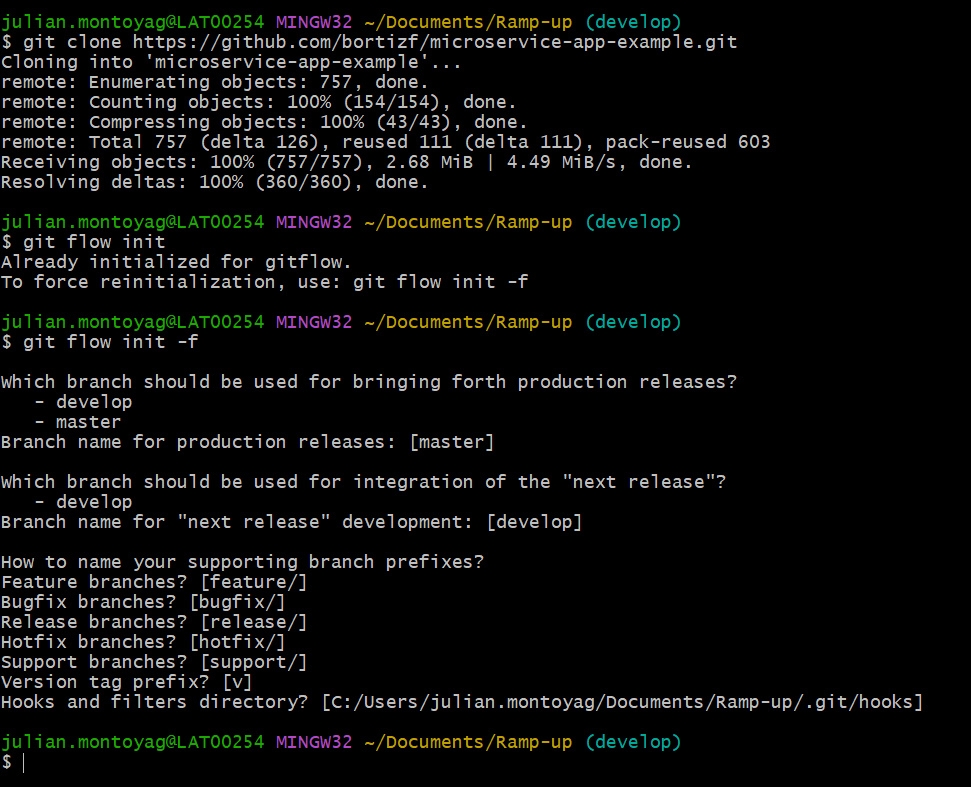 julian.montoyag@LAT00254 MINGW32 ~/Documents/Ramp-up (develop)
$ git clone https://github.com/bortizf/microservice-app-example.git
Cloning into 'microservice-app-example'...
remote: Enumerating objects: 757, done.
remote: Counting objects: 100% (154/154), done.
remote: Compressing objects: 100% (43/43), done.
remote: Total 757 (delta 126), reused 111 (delta 111), pack-reused 603
Receiving objects: 100% (757/757), 2.68 MiB | 4.49 MiB/s, done.
Resolving deltas: 100% (360/360), done.
julian.montoyag@LAT00254 MINGW32 ~/Documents/Ramp-up (develop)
$ git flow init
Already initialized for gitflow.
To force reinitialization, use: git flow init -f
julian.montoyag@LAT00254 MINGW32 ~/Documents/Ramp-up (develop)
$ git flow init -f
Which branch should be used for bringing forth production releases?
   - develop
   - master
Branch name for production releases: [master]
Which branch should be used for integration of the "next release"?
   - develop
Branch name for "next release" development: [develop]
How to name your supporting branch prefixes?
Feature branches? [feature/]
Bugfix branches? [bugfix/]
Release branches? [release/]
Hotfix branches? [hotfix/]
Support branches? [support/]
Version tag prefix? [v]
Hooks and filters directory? [C:/Users/julian.montoyag/Documents/Ramp-up/.git/hooks]
julian.montoyag@LAT00254 MINGW32 ~/Documents/Ramp-up (develop)
$